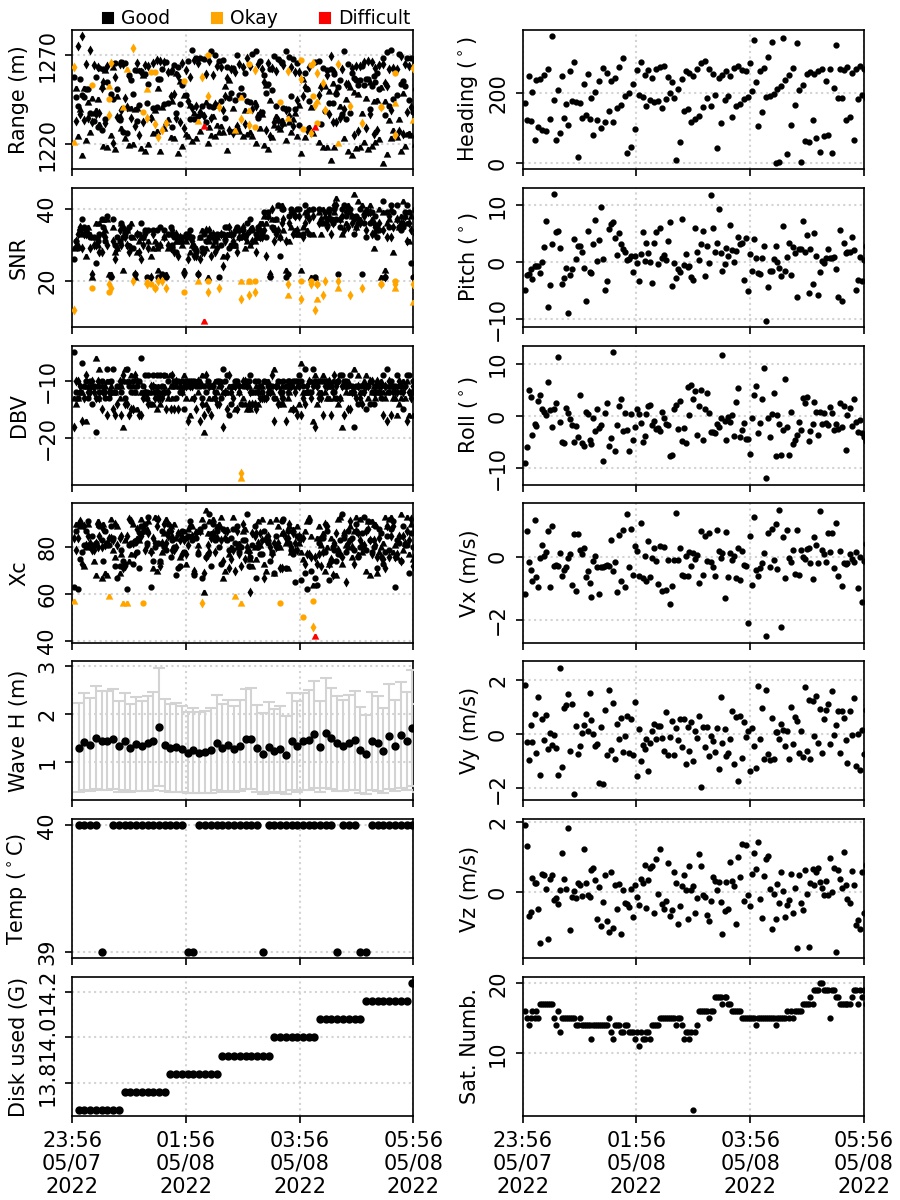 Good Okay Difficult
Range (m)
1270
1220
Heading (°)
200
0
SNR
40
20
Pitch (°)
10
0
−10
DBV
−10
−20
Roll (°)
10
0
−10
Xc
80
60
40
Vx (m/s)
0
−2
Wave H (m)
3
2
1
Vy (m/s)
2
0
−2
Temp (°C)
40
39
Vz (m/s)
2
0
Disk used (G)
14.2
14.0
13.8
Sat. Numb.
20
10
23:56 01:56 03:56 05:56
05/07 05/08 05/08 05/08
2022 2022 2022 2022
23:56 01:56 03:56 05:56
05/07 05/08 05/08 05/08
2022 2022 2022 2022